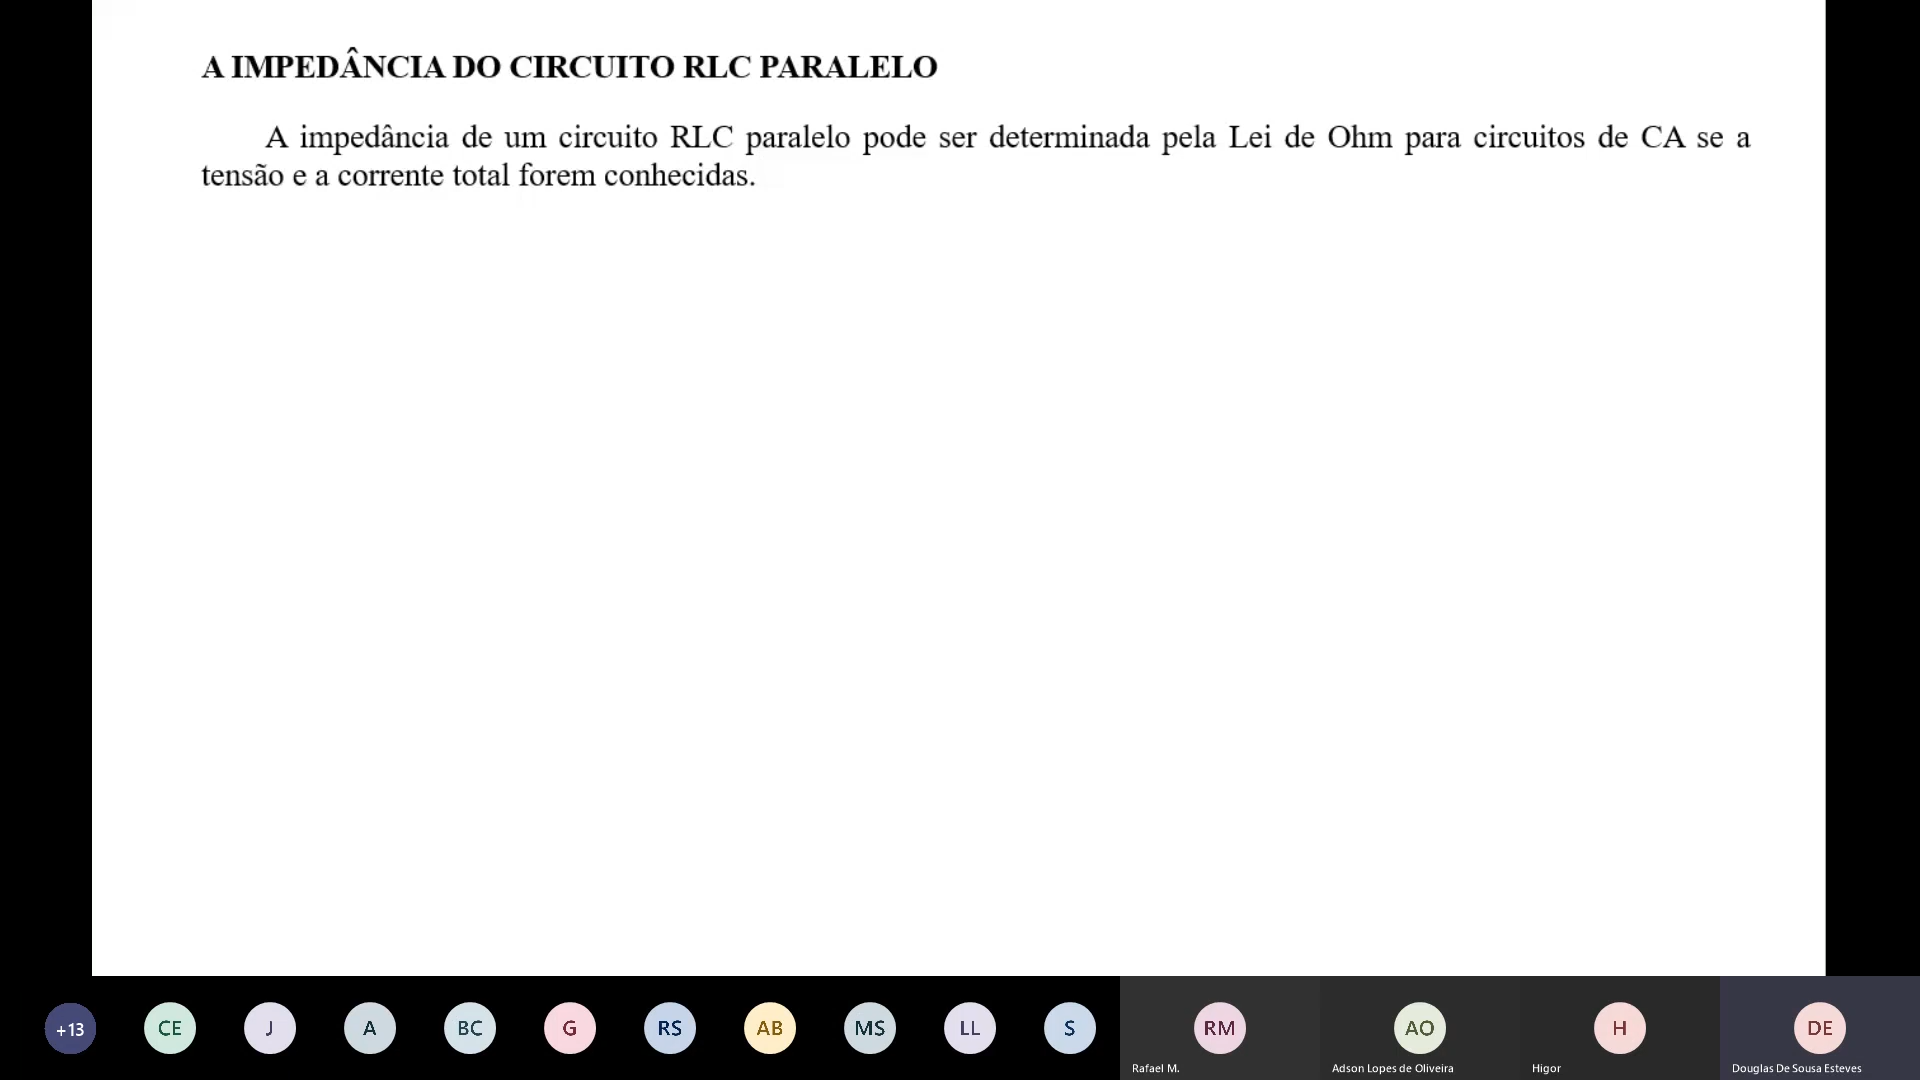 A IMPEDÂNCIA DO CIRCUITO RLC PARALELO
A impedância de um circuito RLC paralelo pode ser determinada pela Lei de Ohm para circuitos de CA se a
tensão e a corrente total forem conhecidas.
+13 CE J A BC G RS AB MS LL S RM AO H DE
Rafael M. Adson Lopes de Oliveira Higor Douglas De Sousa Esteves